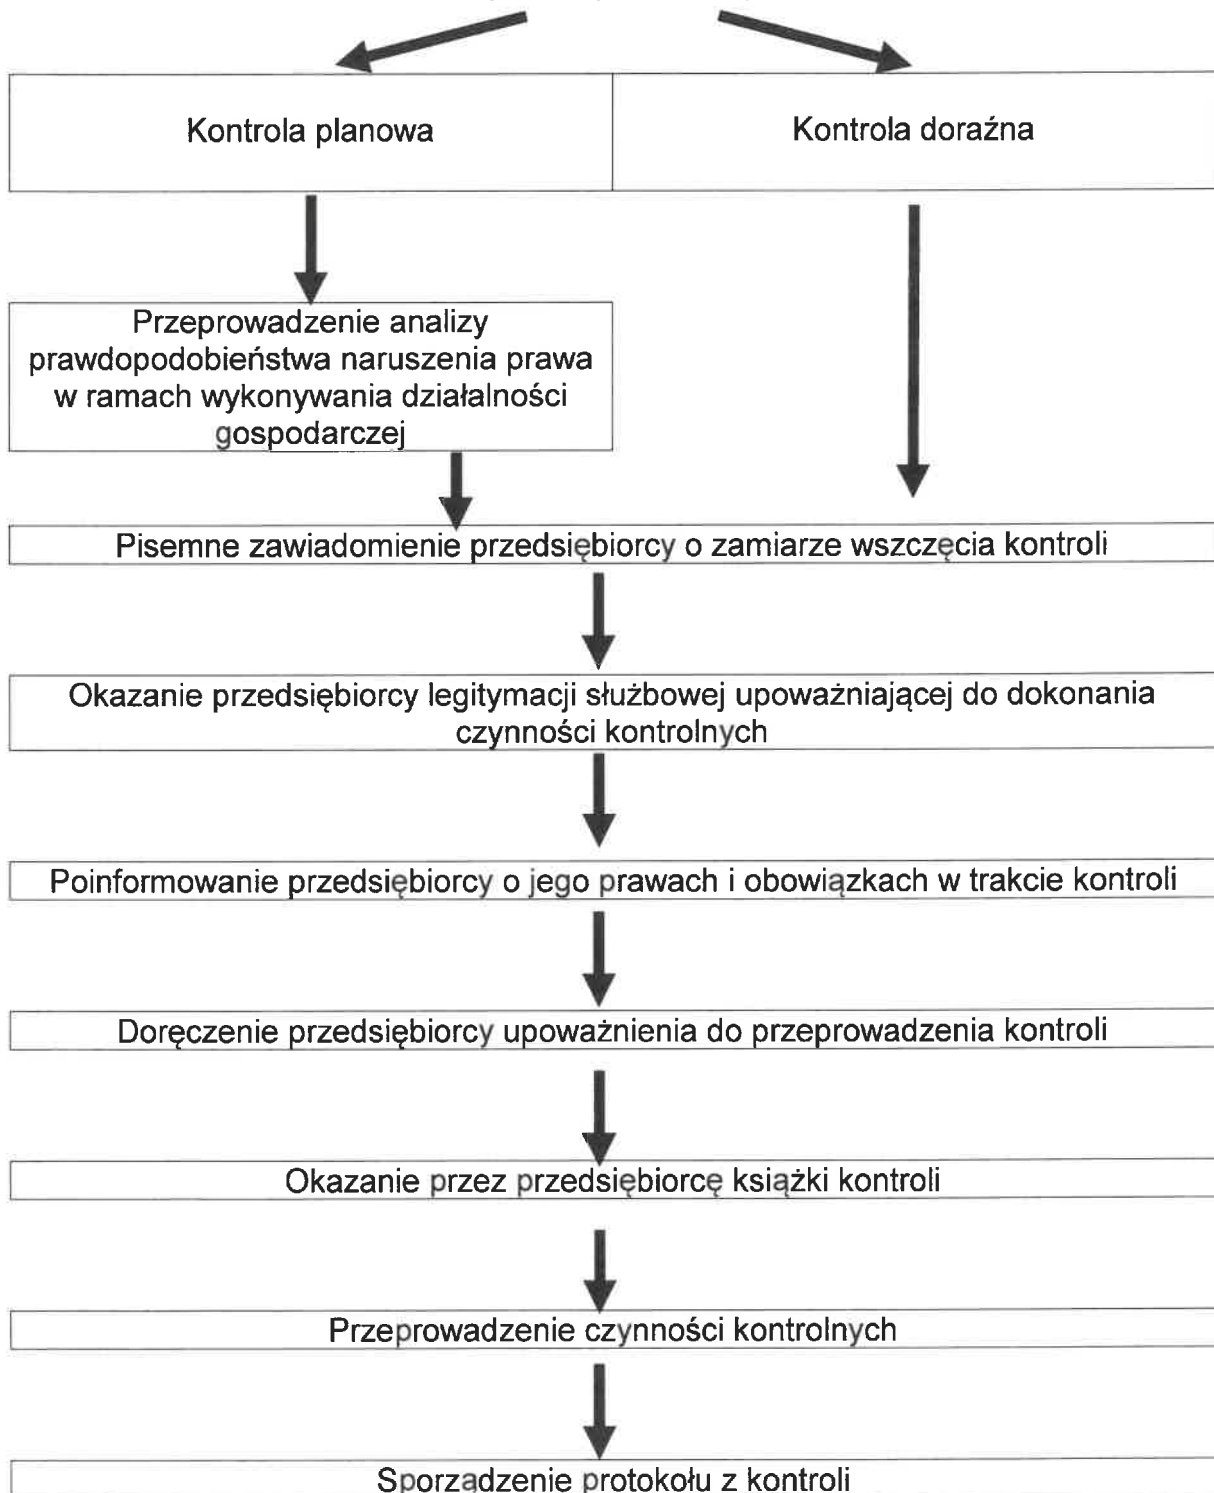 Kontrola planowa
Kontrola doraźna
Przeprowadzenie analizy
prawdopodobieństwa naruszenia prawa
w ramach wykonywania działalności
gospodarczej
Pisemne zawiadomienie przedsiębiorcy o zamiarze wszczęcia kontroli
Okazanie przedsiębiorcy legitymacji służbowej upoważniającej do dokonania
czynności kontrolnych
Poinformowanie przedsiębiorcy o jego prawach i obowiązkach w trakcie kontroli
Doręczenie przedsiębiorcy upoważnienia do przeprowadzenia kontroli
Okazanie przez przedsiębiorcę książki kontroli
Przeprowadzenie czynności kontrolnych
Sporządzenie protokołu z kontroli